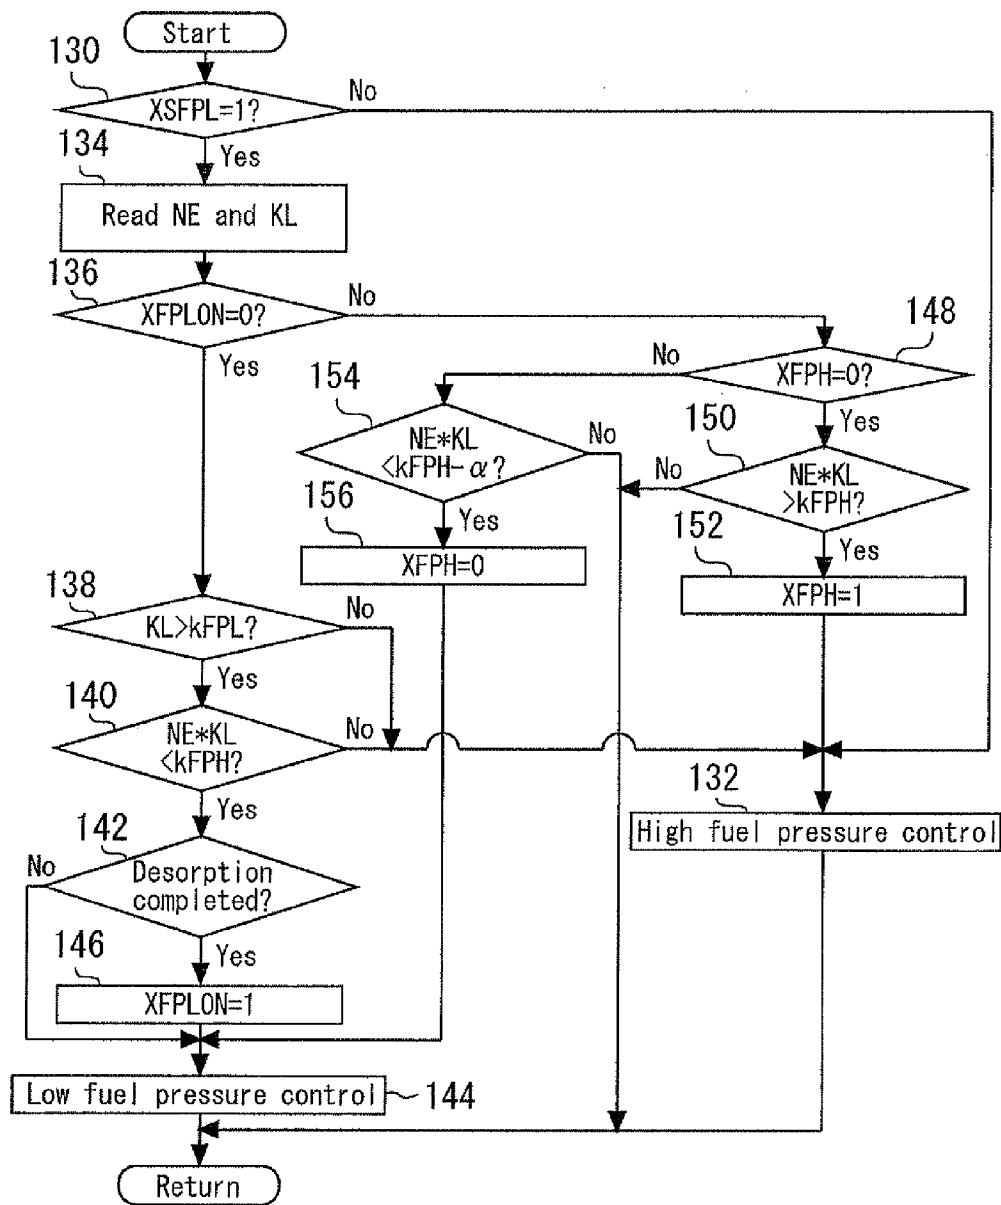 Start
130
XSFPL=1?
No
Yes
134
Read NE and KL
136
XFPLON=0?
No
Yes
148
XFPH=0?
No
Yes
154
NE*KL
<kFPH-α?
No
Yes
150
NE*KL
>kFPH?
No
Yes
156
XFPH=0
152
XFPH=1
138
KL>kFPL?
No
Yes
140
NE*KL
<kFPH?
No
Yes
132
High fuel pressure control
142
Desorption
completed?
No
Yes
146
XFPLON=1
Low fuel pressure control
144
Return